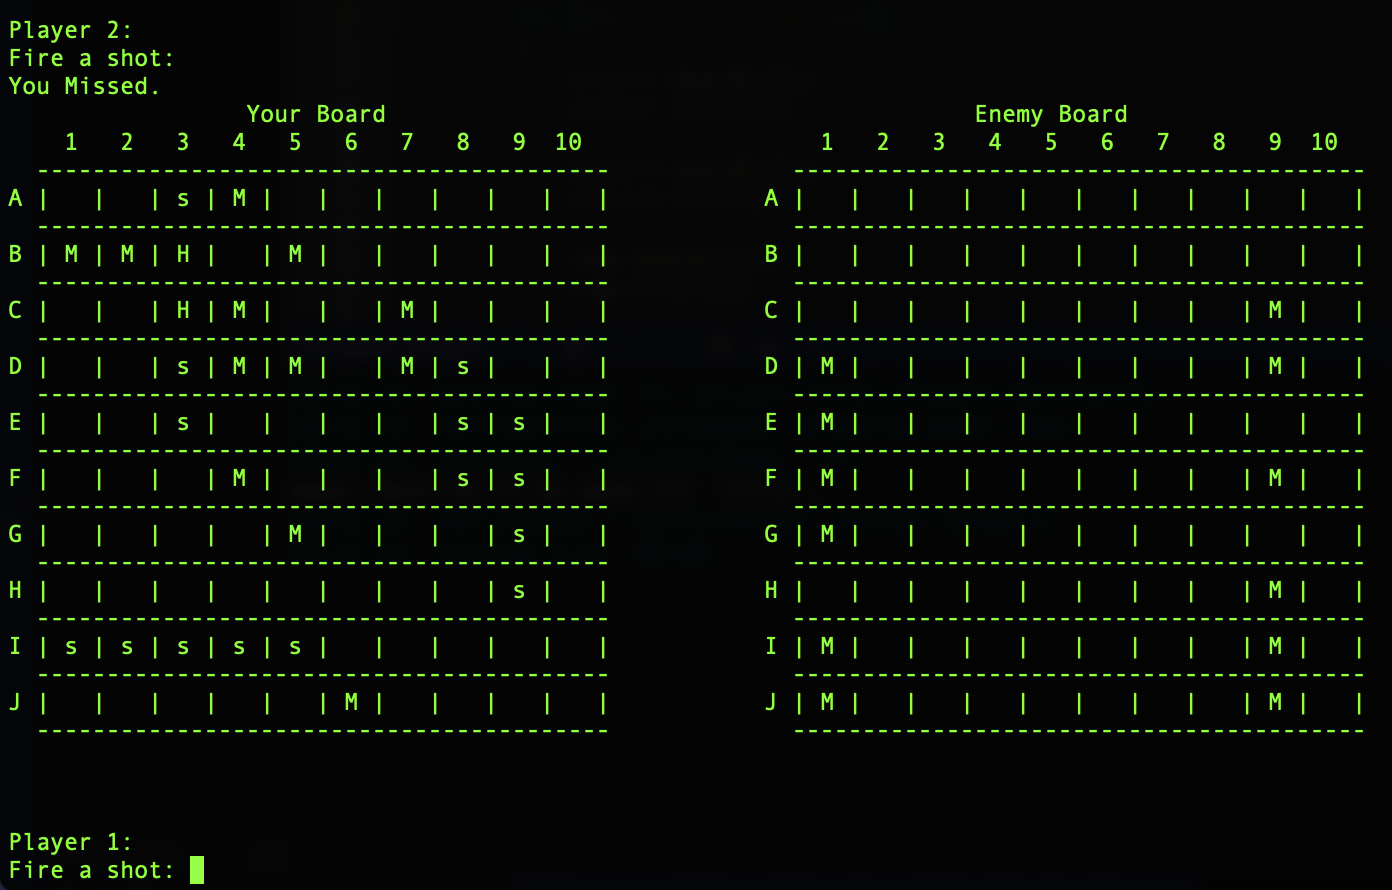 Player 2:
Fire a shot:
You Missed.
                 Your Board                                          Enemy Board
    1   2   3   4   5   6   7   8   9  10                 1   2   3   4   5   6   7   8   9  10
  -----------------------------------------             -----------------------------------------
A |   |   | s | M |   |   |   |   |   |   |           A |   |   |   |   |   |   |   |   |   |   |
  -----------------------------------------             -----------------------------------------
B | M | M | H |   | M |   |   |   |   |   |           B |   |   |   |   |   |   |   |   |   |   |
  -----------------------------------------             -----------------------------------------
C |   |   | H | M |   |   | M |   |   |   |           C |   |   |   |   |   |   |   |   | M |   |
  -----------------------------------------             -----------------------------------------
D |   |   | s | M | M |   | M | s |   |   |           D | M |   |   |   |   |   |   |   | M |   |
  -----------------------------------------             -----------------------------------------
E |   |   | s |   |   |   |   | s | s |   |           E | M |   |   |   |   |   |   |   |   |   |
  -----------------------------------------             -----------------------------------------
F |   |   |   | M |   |   |   | s | s |   |           F | M |   |   |   |   |   |   |   | M |   |
  -----------------------------------------             -----------------------------------------
G |   |   |   |   | M |   |   |   | s |   |           G | M |   |   |   |   |   |   |   |   |   |
  -----------------------------------------             -----------------------------------------
H |   |   |   |   |   |   |   |   | s |   |           H |   |   |   |   |   |   |   |   | M |   |
  -----------------------------------------             -----------------------------------------
I | s | s | s | s | s |   |   |   |   |   |           I | M |   |   |   |   |   |   |   | M |   |
  -----------------------------------------             -----------------------------------------
J |   |   |   |   |   | M |   |   |   |   |           J | M |   |   |   |   |   |   |   | M |   |
  -----------------------------------------             -----------------------------------------
Player 1:
Fire a shot: